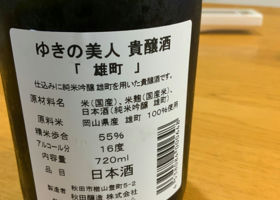 ゆきの美人 貴醸酒
「 雄町 」
仕込みに純米吟醸 雄町を用いた貴醸酒です。
原材料名 米(国産)、米麹(国産米)、
日本酒(純米吟醸 雄町)
原料米 岡山県産 雄町 100%使用
精米歩合 55%
アルコール分 16度
内容量 720ml
品目 日本酒
製造者 秋田市楢山登町5-2
秋田醸造 株式会社